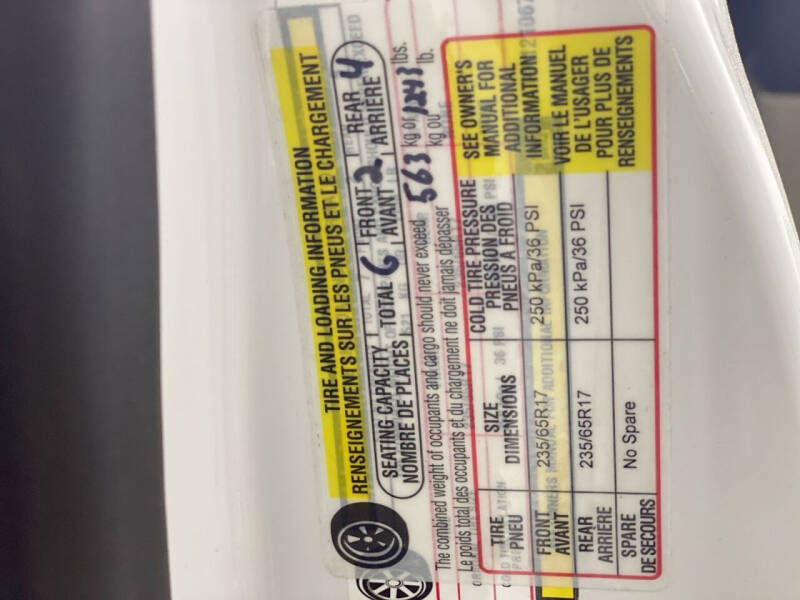 TIRE AND LOADING INFORMATION
RENSEIGNEMENTS SUR LES PNEUS ET LE CHARGEMENT
SEATING CAPACITY TOTAL 6 FRONT 2 REAR 4
NOMBRE DE PLACES AVANT ARRIÈRE
The combined weight of occupants and cargo should never exceed 563 kg or 1243 lbs.
Le poids total des occupants et du chargement ne doit jamais dépasser kg ou lb.
TIRE PNEU
SIZE DIMENSIONS
COLD TIRE PRESSURE
PRESSION DES PNEUS A FROID
SEE OWNER'S MANUAL FOR ADDITIONAL INFORMATION
VOIR LE MANUEL DE L'USAGER POUR PLUS DE RENSEIGNEMENTS
FRONT AVANT 235/65R17 250 kPa/36 PSI
REAR ARRIERE 235/65R17 250 kPa/36 PSI
SPARE DE SECOURS No Spare